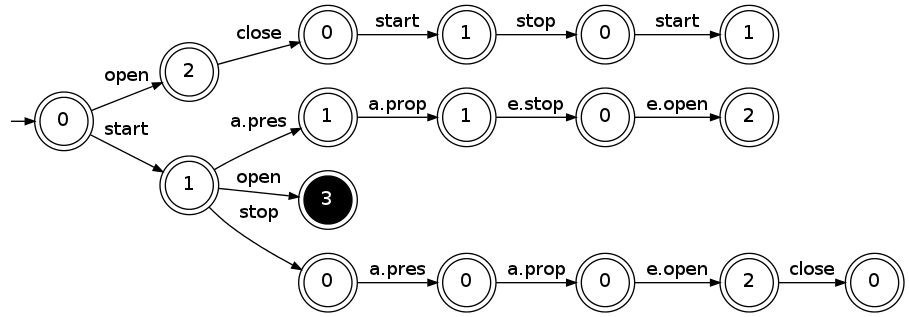 close 0 start 1 stop 0 start 1
open 2
a.pres 1 a.prop 1 e.stop 0 e.open 2
0
start
1 open 3
stop
0 a.pres 0 a.prop 0 e.open 2 close 0